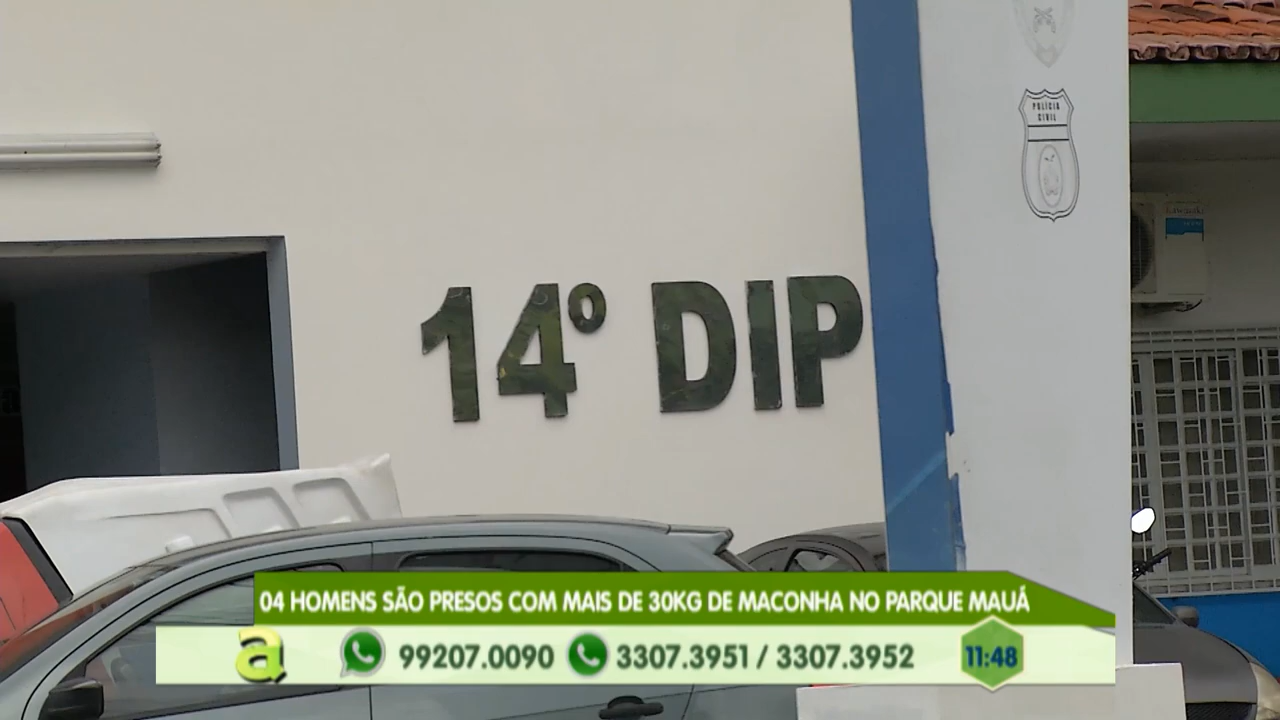 POLÍCIA
CIVIL
14º DIP
04 HOMENS SÃO PRESOS COM MAIS DE 30KG DE MACONHA NO PARQUE MAUÁ
a 99207.0090 3307.3951 / 3307.3952 11:48